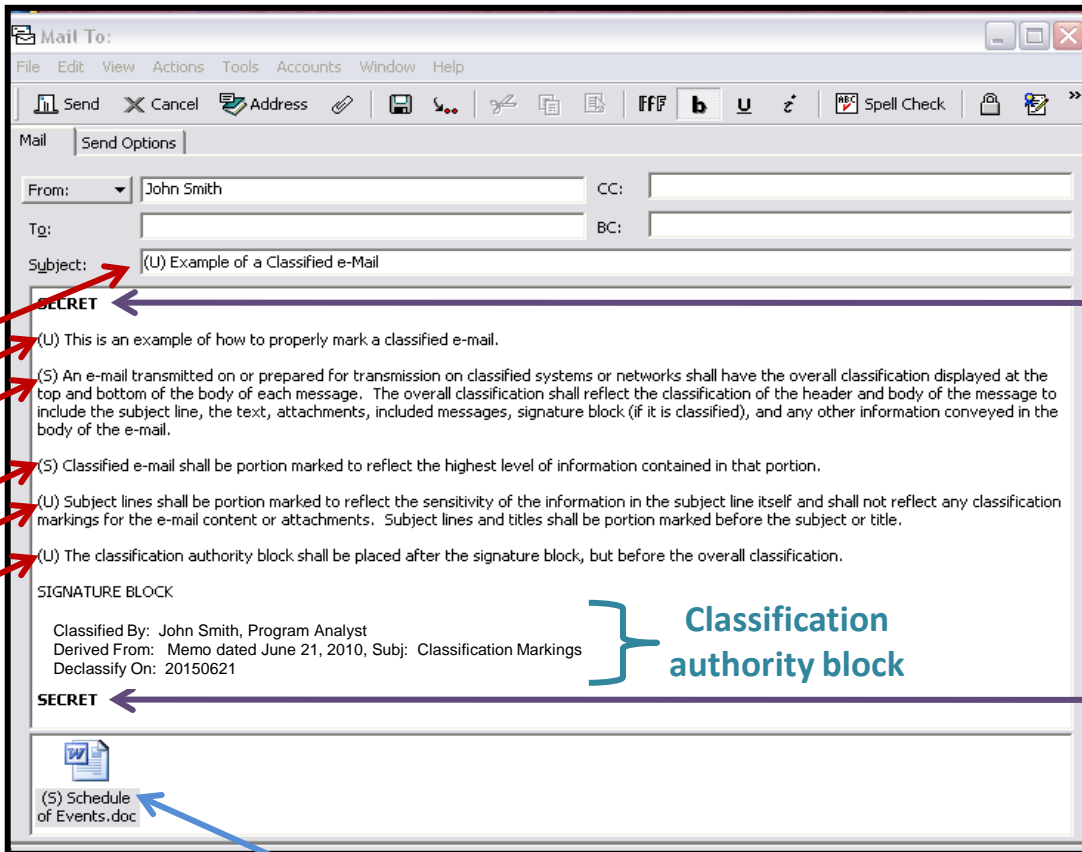 Mail To:
File Edit View Actions Tools Accounts Window Help
Send Cancel Address FfF b u i ABC Spell Check »
Mail Send Options
From: John Smith CC:
To: BC:
Subject: (U) Example of a Classified e-Mail
SECRET
(U) This is an example of how to properly mark a classified e-mail.
(S) An e-mail transmitted on or prepared for transmission on classified systems or networks shall have the overall classification displayed at the
top and bottom of the body of each message. The overall classification shall reflect the classification of the header and body of the message to
include the subject line, the text, attachments, included messages, signature block (if it is classified), and any other information conveyed in the
body of the e-mail.
(S) Classified e-mail shall be portion marked to reflect the highest level of information contained in that portion.
(U) Subject lines shall be portion marked to reflect the sensitivity of the information in the subject line itself and shall not reflect any classification
markings for the e-mail content or attachments. Subject lines and titles shall be portion marked before the subject or title.
(U) The classification authority block shall be placed after the signature block, but before the overall classification.
SIGNATURE BLOCK
Classified By: John Smith, Program Analyst
Derived From: Memo dated June 21, 2010, Subj: Classification Markings
Declassify On: 20150621
Classification
authority block
SECRET
(S) Schedule
of Events.doc